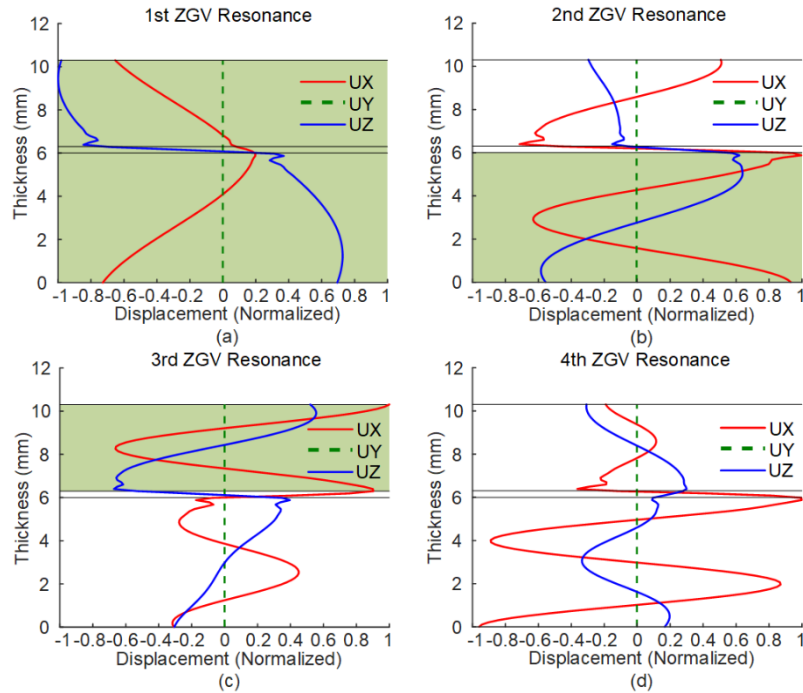 1st ZGV Resonance
12
10
8
6
4
2
0
Thickness (mm)
UX
UY
UZ
-1 -0.8 -0.6 -0.4 -0.2 0 0.2 0.4 0.6 0.8 1
Displacement (Normalized)
(a)
2nd ZGV Resonance
12
10
8
6
4
2
0
Thickness (mm)
UX
UY
UZ
-1 -0.8 -0.6 -0.4 -0.2 0 0.2 0.4 0.6 0.8 1
Displacement (Normalized)
(b)
3rd ZGV Resonance
12
10
8
6
4
2
0
Thickness (mm)
UX
UY
UZ
-1 -0.8 -0.6 -0.4 -0.2 0 0.2 0.4 0.6 0.8 1
Displacement (Normalized)
(c)
4th ZGV Resonance
12
10
8
6
4
2
0
Thickness (mm)
UX
UY
UZ
-1 -0.8 -0.6 -0.4 -0.2 0 0.2 0.4 0.6 0.8 1
Displacement (Normalized)
(d)